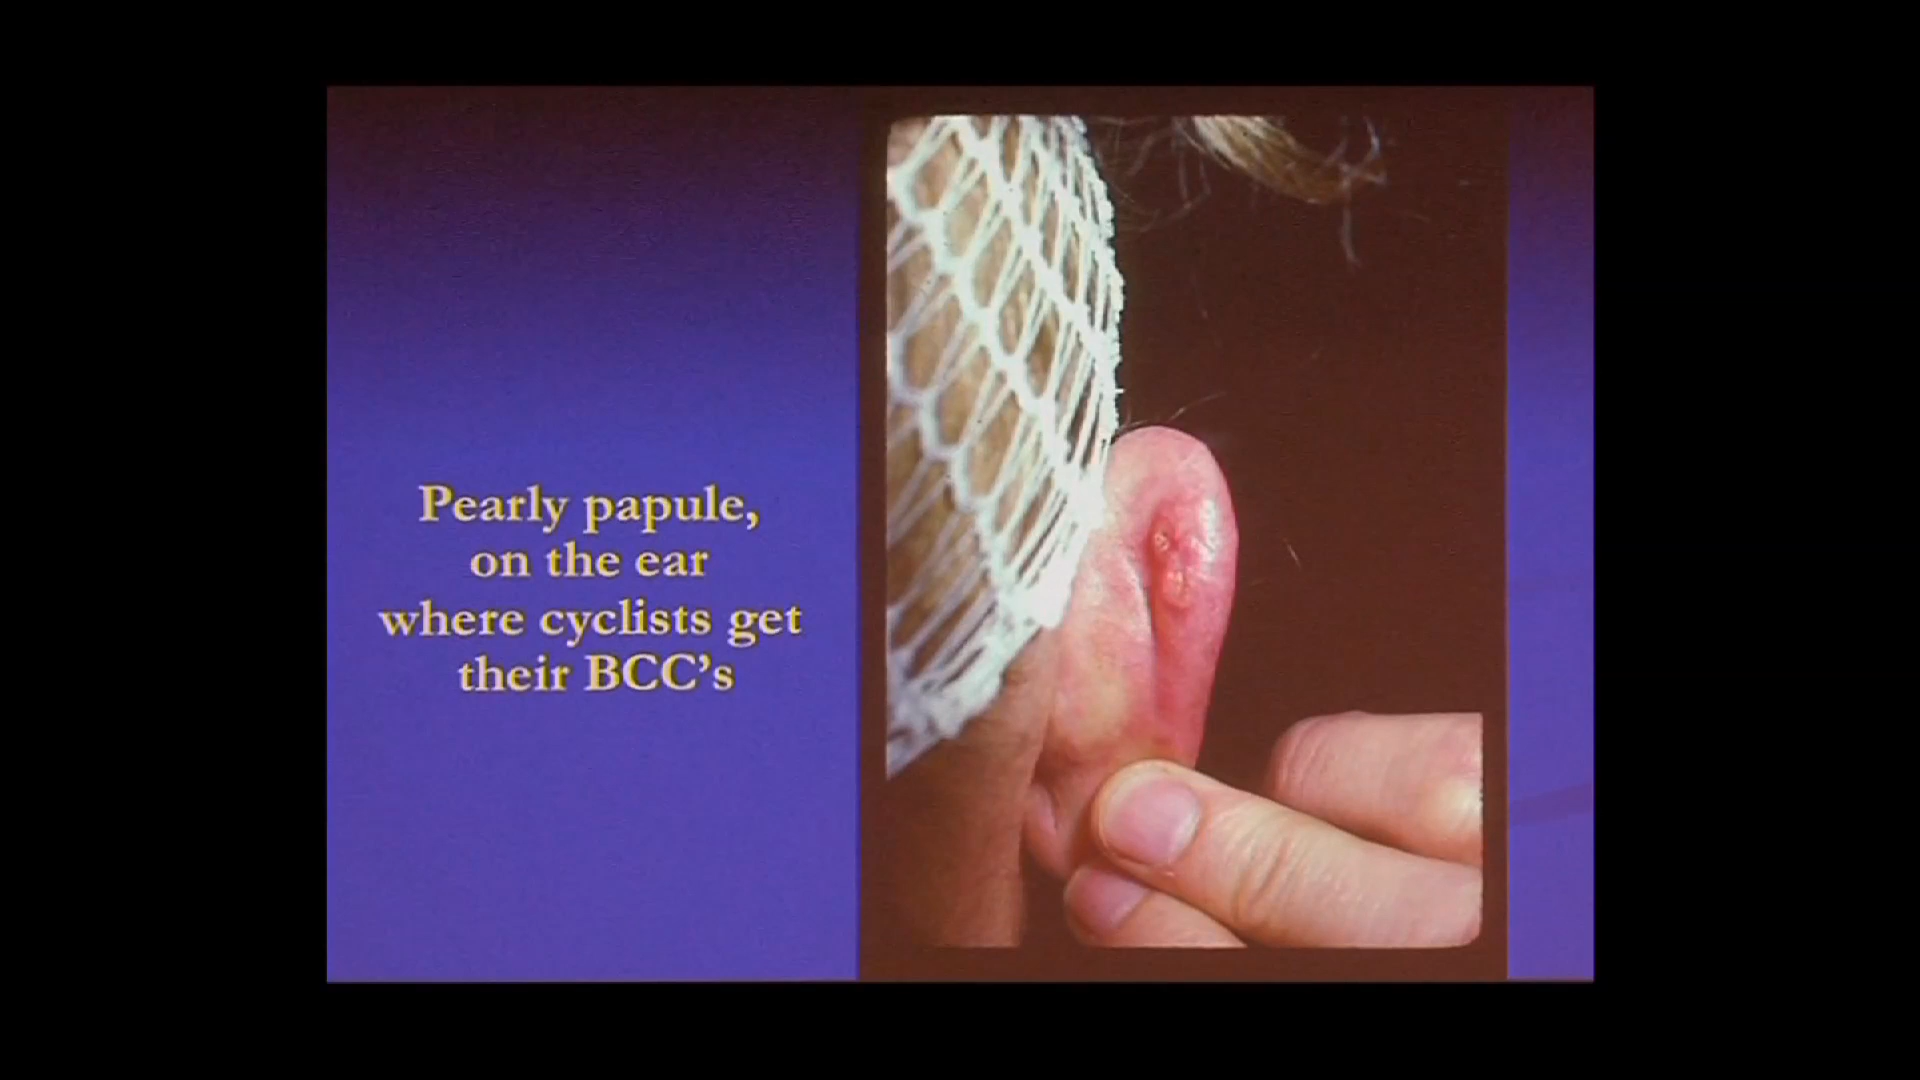 Pearly papule,
on the ear
where cyclists get
their BCC's